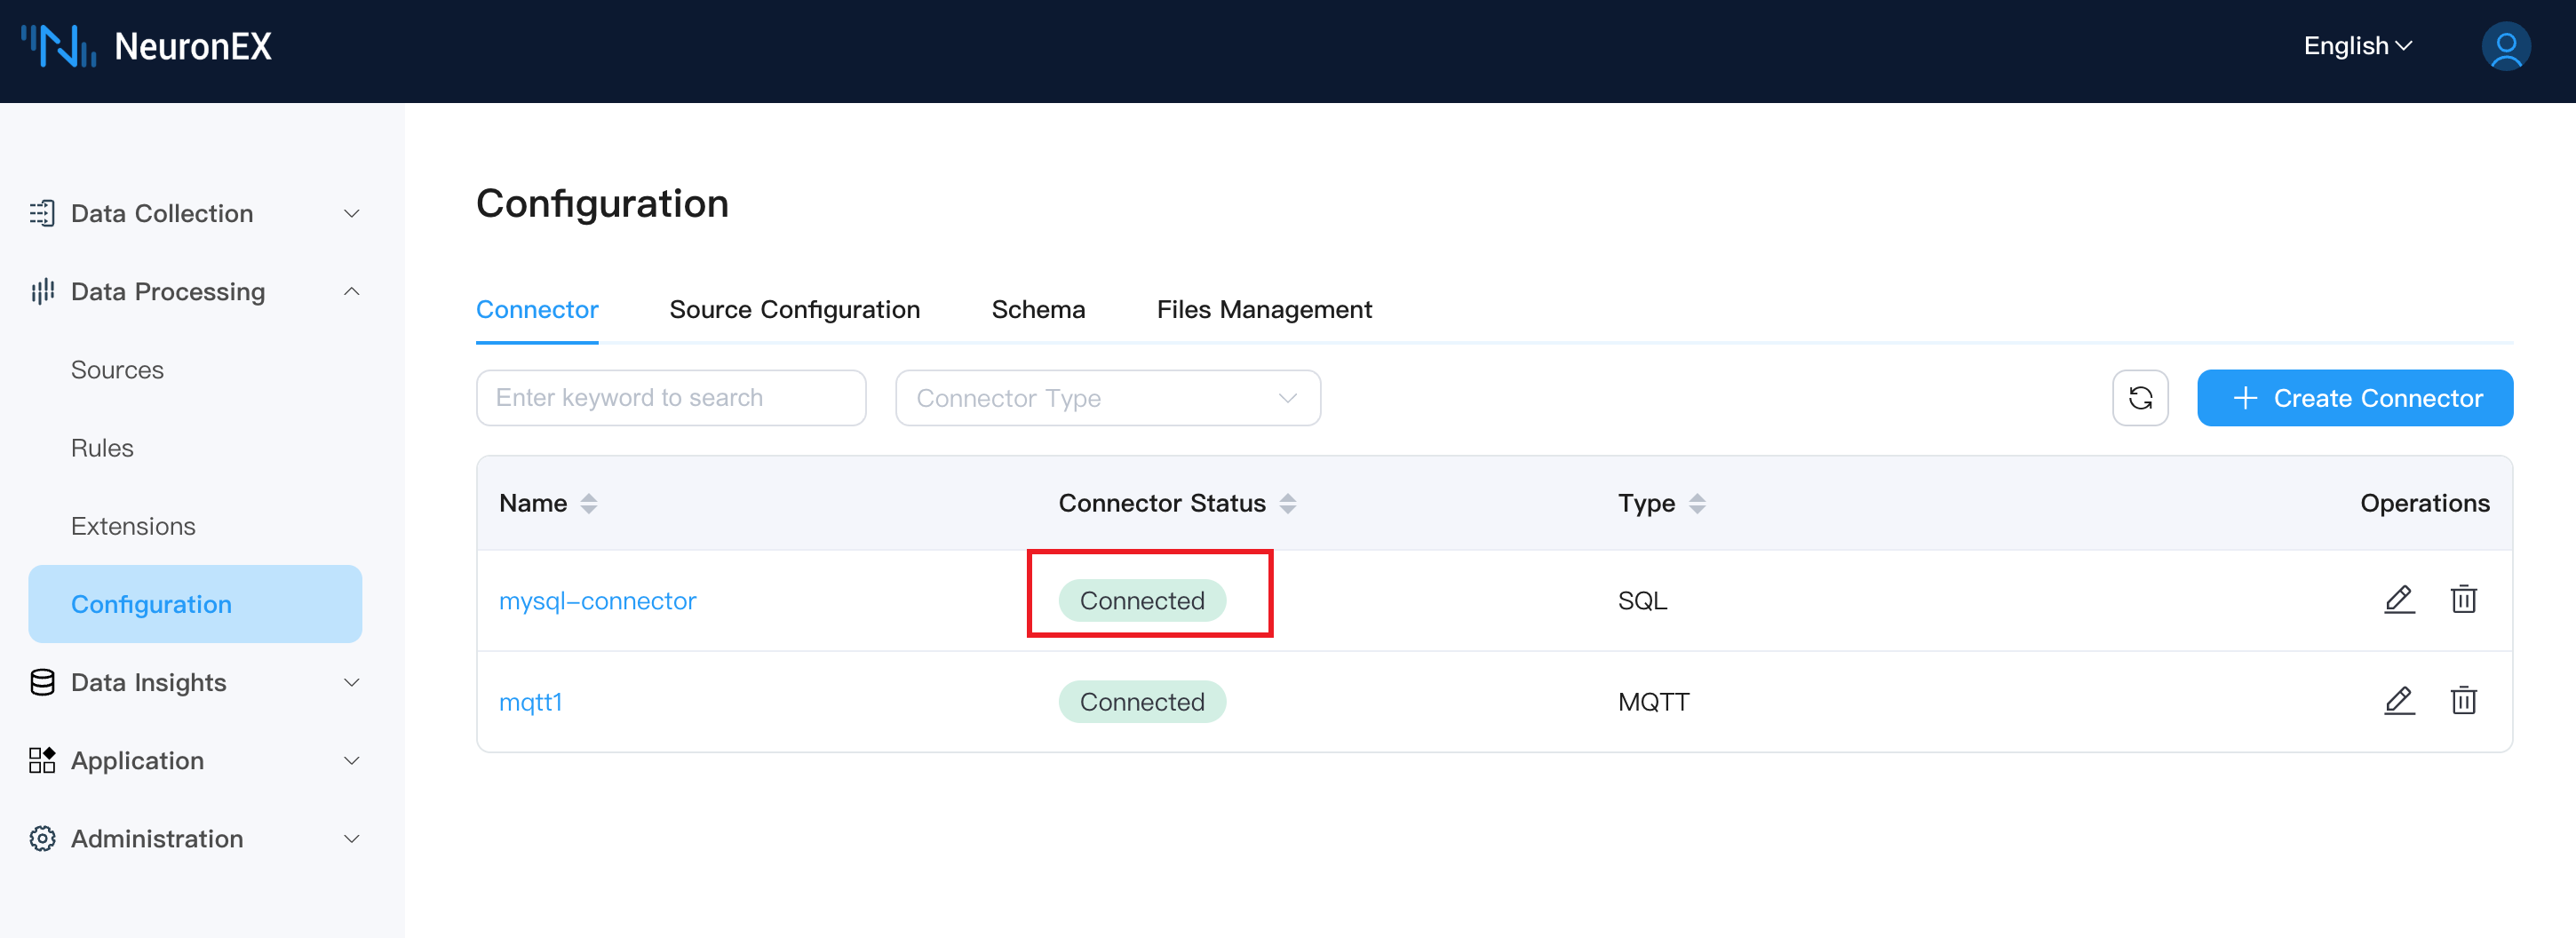 NeuronEX
English
Data Collection
Data Processing
Sources
Rules
Extensions
Configuration
Data Insights
Application
Administration
Configuration
Connector Source Configuration Schema Files Management
Enter keyword to search Connector Type Create Connector
Name Connector Status Type Operations
mysql-connector Connected SQL
mqtt1 Connected MQTT